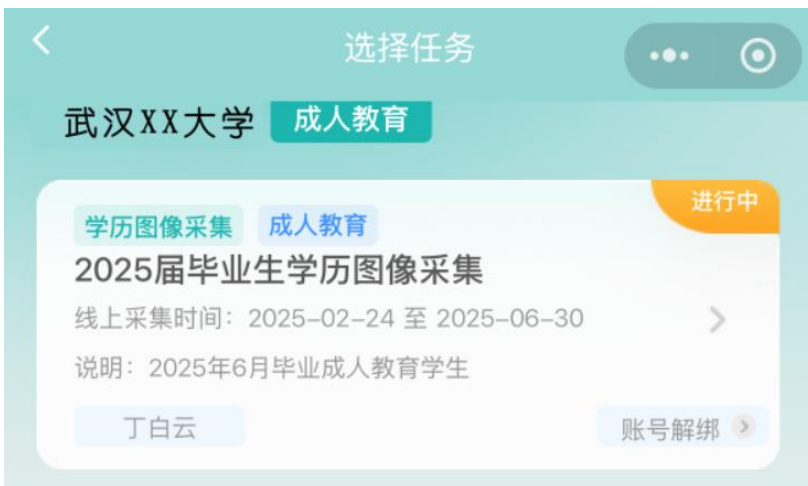 选择任务
武汉XX大学 成人教育
进行中
学历图像采集 成人教育
2025届毕业生学历图像采集
线上采集时间：2025-02-24 至 2025-06-30
说明：2025年6月毕业成人教育学生
丁白云 账号解绑